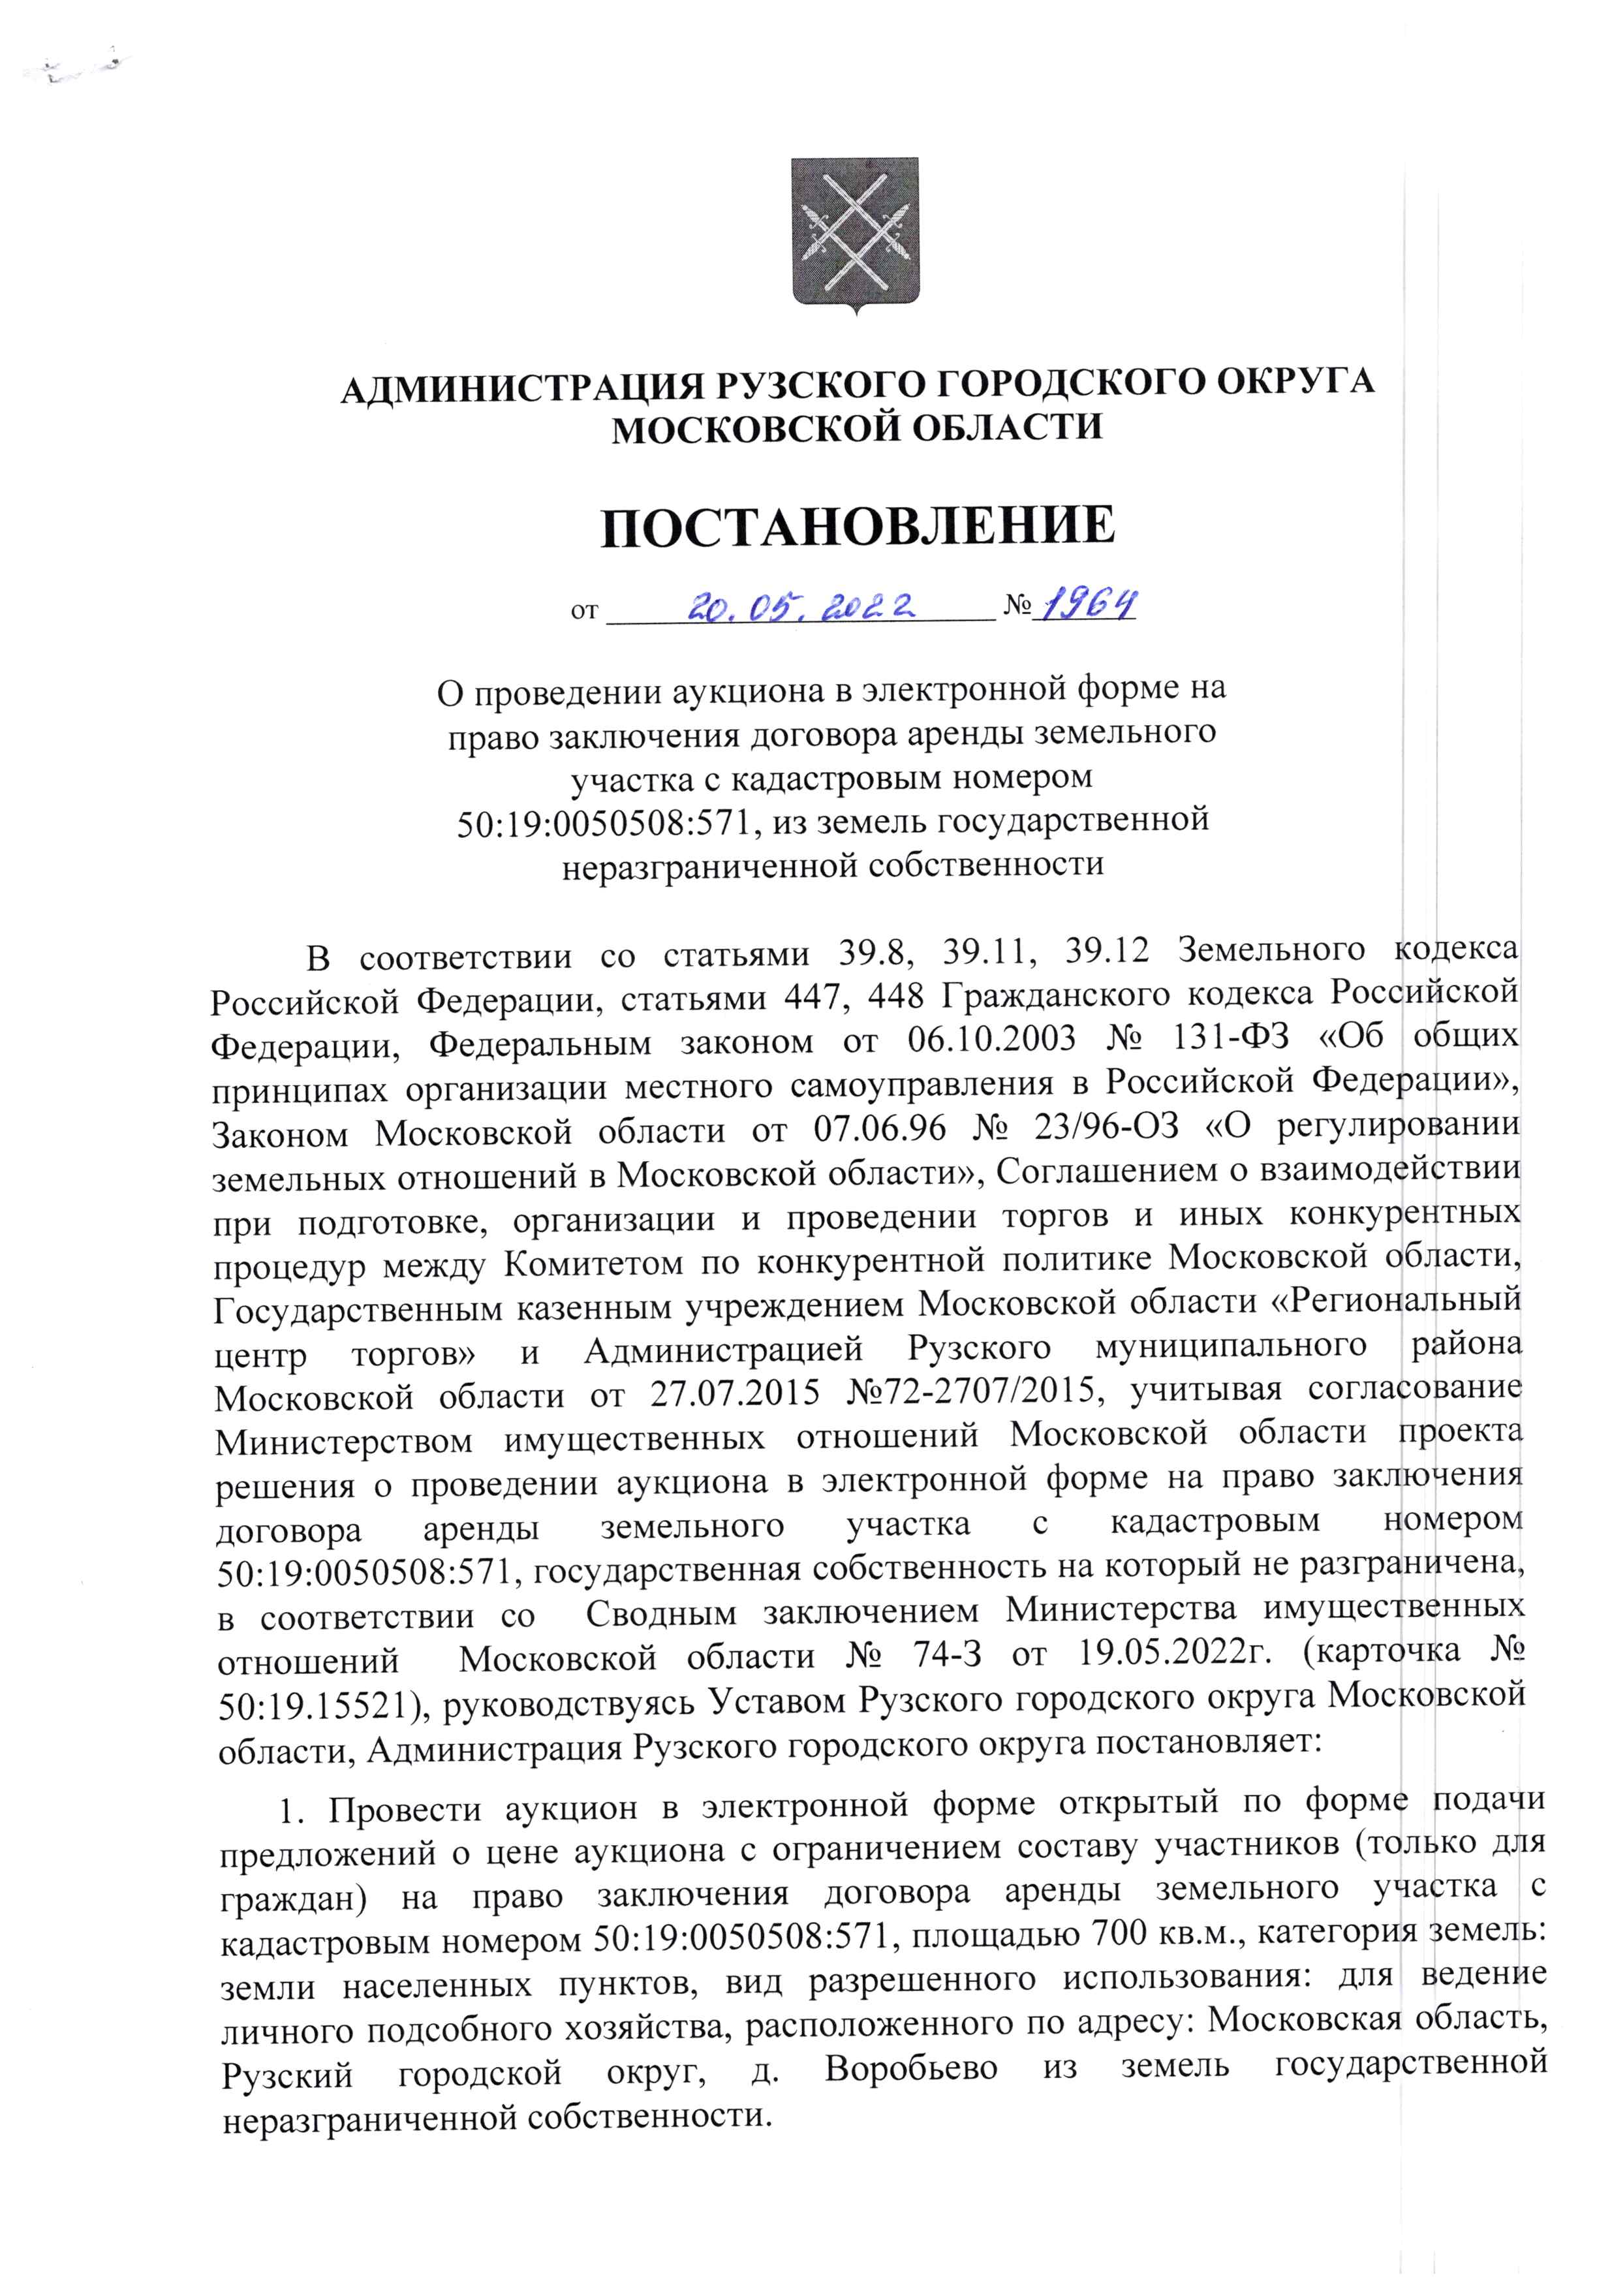 АДМИНИСТРАЦИЯ РУЗСКОГО ГОРОДСКОГО ОКРУГА
МОСКОВСКОЙ ОБЛАСТИ
ПОСТАНОВЛЕНИЕ
от 20.05.2022 № 1964
О проведении аукциона в электронной форме на
право заключения договора аренды земельного
участка с кадастровым номером
50:19:0050508:571, из земель государственной
неразграниченной собственности
В соответствии со статьями 39.8, 39.11, 39.12 Земельного кодекса
Российской Федерации, статьями 447, 448 Гражданского кодекса Российской
Федерации, Федеральным законом от 06.10.2003 № 131-ФЗ «Об общих
принципах организации местного самоуправления в Российской Федерации»,
Законом Московской области от 07.06.96 № 23/96-ОЗ «О регулировании
земельных отношений в Московской области», Соглашением о взаимодействии
при подготовке, организации и проведении торгов и иных конкурентных
процедур между Комитетом по конкурентной политике Московской области,
Государственным казенным учреждением Московской области «Региональный
центр торгов» и Администрацией Рузского муниципального района
Московской области от 27.07.2015 №72-2707/2015, учитывая согласование
Министерством имущественных отношений Московской области проекта
решения о проведении аукциона в электронной форме на право заключения
договора аренды земельного участка с кадастровым номером
50:19:0050508:571, государственная собственность на который не разграничена,
в соответствии со Сводным заключением Министерства имущественных
отношений Московской области № 74-З от 19.05.2022г. (карточка №
50:19.15521), руководствуясь Уставом Рузского городского округа Московской
области, Администрация Рузского городского округа постановляет:
1. Провести аукцион в электронной форме открытый по форме подачи
предложений о цене аукциона с ограничением составу участников (только для
граждан) на право заключения договора аренды земельного участка с
кадастровым номером 50:19:0050508:571, площадью 700 кв.м., категория земель:
земли населенных пунктов, вид разрешенного использования: для ведение
личного подсобного хозяйства, расположенного по адресу: Московская область,
Рузский городской округ, д. Воробьево из земель государственной
неразграниченной собственности.